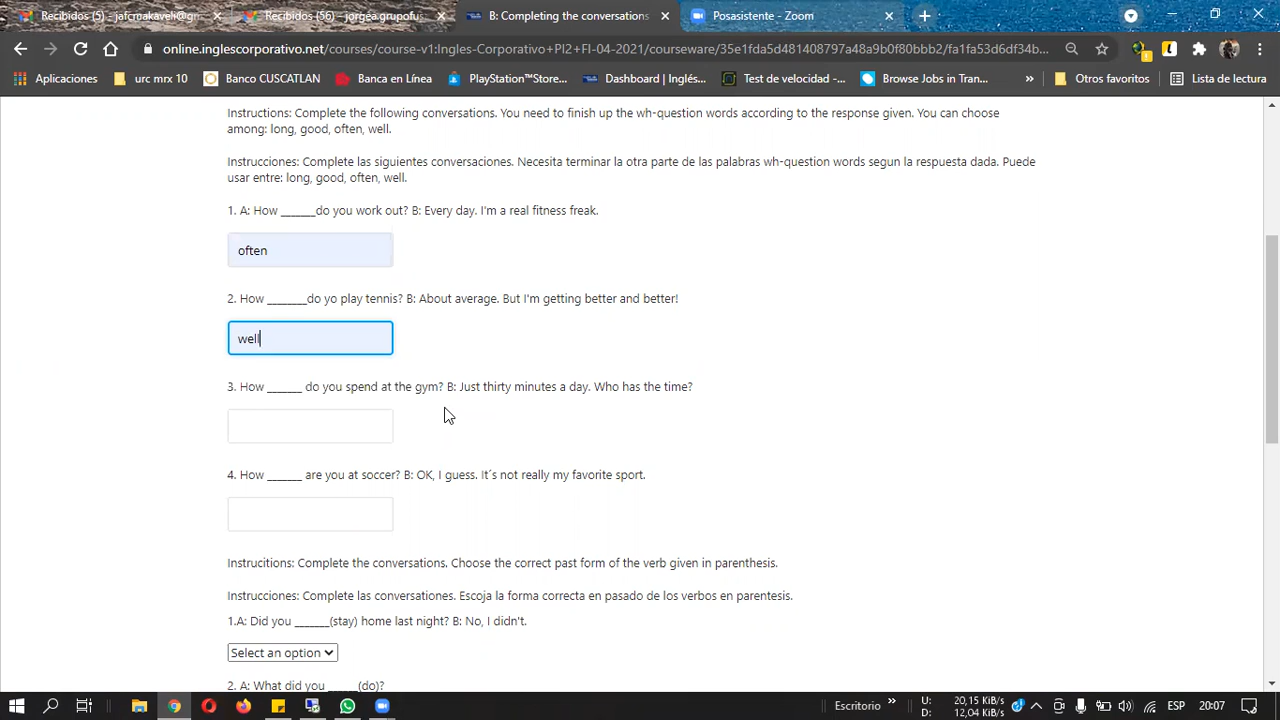 Recibidos (5) - jafcmakaveli@gm
Recibidos (56) - jorgéa.grupofus
B: Completing the conversations
Posasistente - Zoom
online.inglescorporativo.net/courses/course-v1:Ingles-Corporativo+PI2+FI-04-2021/courseware/35e1fda5d481408797a48a9b0f80bbb2/fa1fa53d6df34b...
Aplicaciones
urc mrx 10
Banco CUSCATLAN
Banca en Línea
PlayStation™Store...
Dashboard | Inglés...
Test de velocidad -...
Browse Jobs in Tran...
»
Otros favoritos
Lista de lectura
Instructions: Complete the following conversations. You need to finish up the wh-question words according to the response given. You can choose
among: long, good, often, well.
Instrucciones: Complete las siguientes conversaciones. Necesita terminar la otra parte de las palabras wh-question words segun la respuesta dada. Puede
usar entre: long, good, often, well.
1. A: How ______do you work out? B: Every day. I'm a real fitness freak.
often
2. How _______do yo play tennis? B: About average. But I'm getting better and better!
well
3. How ______ do you spend at the gym? B: Just thirty minutes a day. Who has the time?
4. How ______ are you at soccer? B: OK, I guess. It´s not really my favorite sport.
Instrucitions: Complete the conversations. Choose the correct past form of the verb given in parenthesis.
Instrucciones: Complete las conversationes. Escoja la forma correcta en pasado de los verbos en parentesis.
1.A: Did you ______(stay) home last night? B: No, I didn't.
Select an option
2. A: What did you _____ (do)?
Escritorio
»
U: 20,15 KiB/s
D: 12,04 KiB/s
ESP
20:07